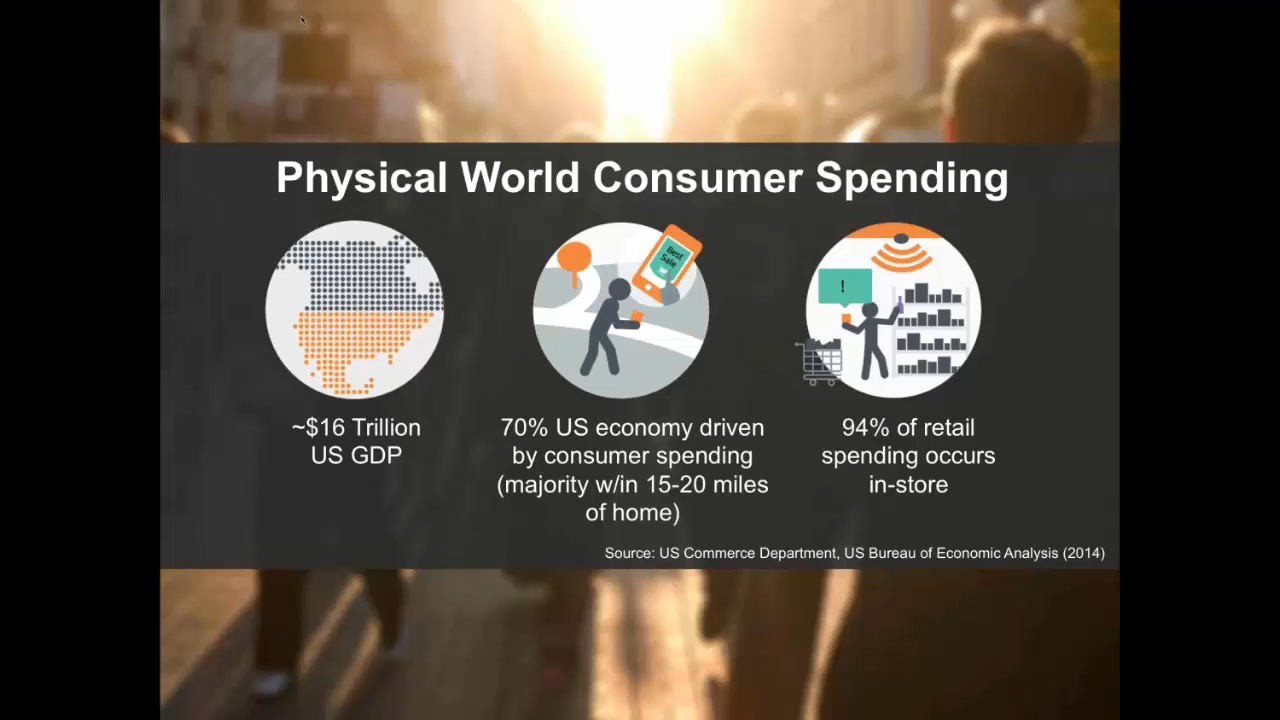 Physical World Consumer Spending
Best
Sale
!
~$16 Trillion
US GDP
70% US economy driven
by consumer spending
(majority w/in 15-20 miles
of home)
94% of retail
spending occurs
in-store
Source: US Commerce Department, US Bureau of Economic Analysis (2014)